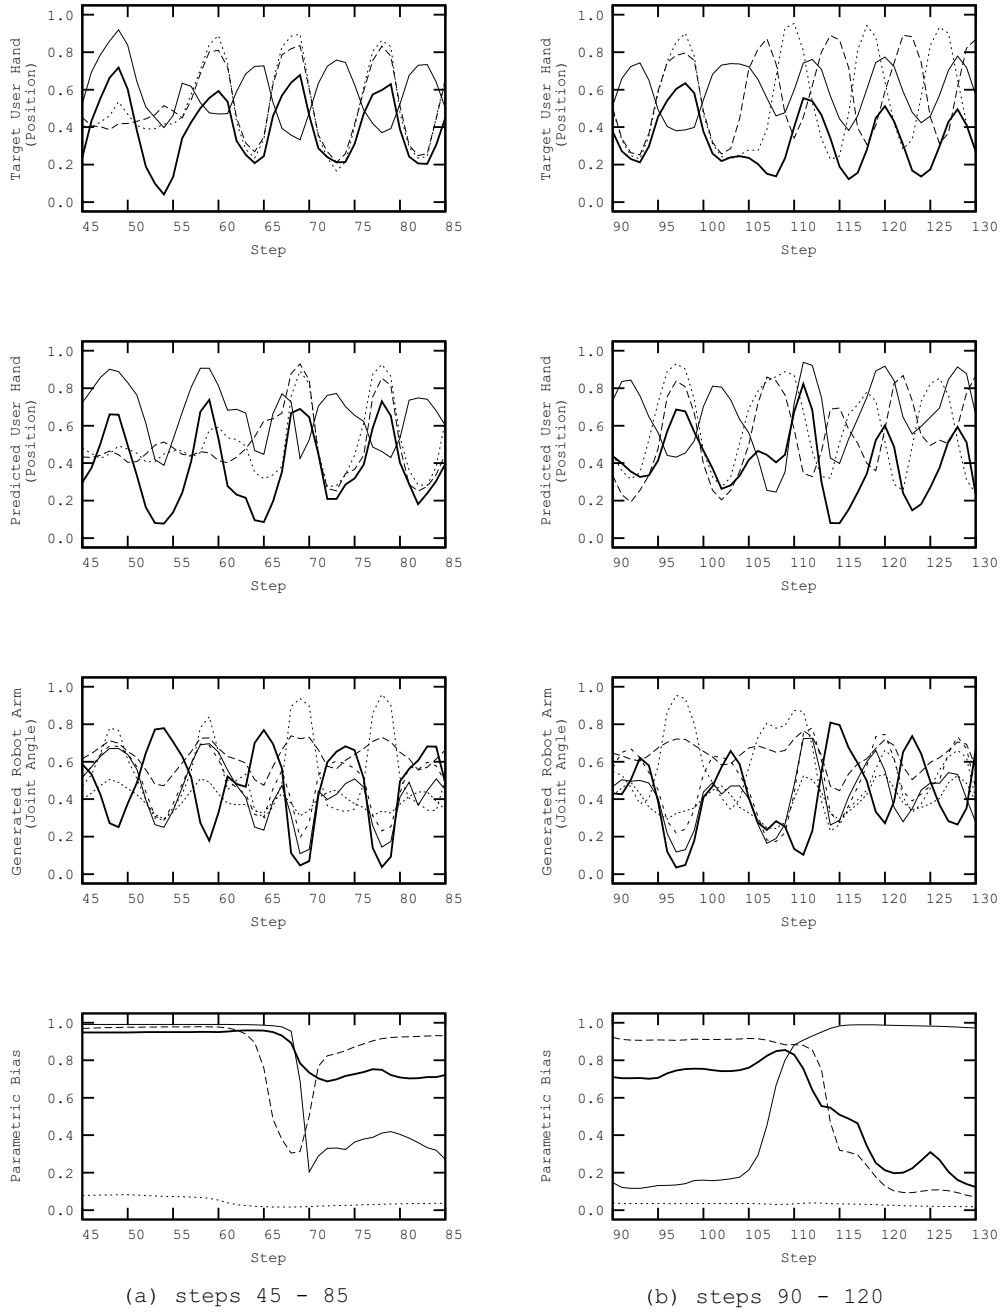 Target User Hand
(Position)
1.0
0.8
0.6
0.4
0.2
0.0
45 50 55 60 65 70 75 80 85
Step
Target User Hand
(Position)
1.0
0.8
0.6
0.4
0.2
0.0
90 95 100 105 110 115 120 125 130
Step
Predicted User Hand
(Position)
1.0
0.8
0.6
0.4
0.2
0.0
45 50 55 60 65 70 75 80 85
Step
Predicted User Hand
(Position)
1.0
0.8
0.6
0.4
0.2
0.0
90 95 100 105 110 115 120 125 130
Step
Generated Robot Arm
(Joint Angle)
1.0
0.8
0.6
0.4
0.2
0.0
45 50 55 60 65 70 75 80 85
Step
Generated Robot Arm
(Joint Angle)
1.0
0.8
0.6
0.4
0.2
0.0
90 95 100 105 110 115 120 125 130
Step
Parametric Bias
1.0
0.8
0.6
0.4
0.2
0.0
45 50 55 60 65 70 75 80 85
Step
Parametric Bias
1.0
0.8
0.6
0.4
0.2
0.0
90 95 100 105 110 115 120 125 130
Step
(a) steps 45 - 85
(b) steps 90 - 120